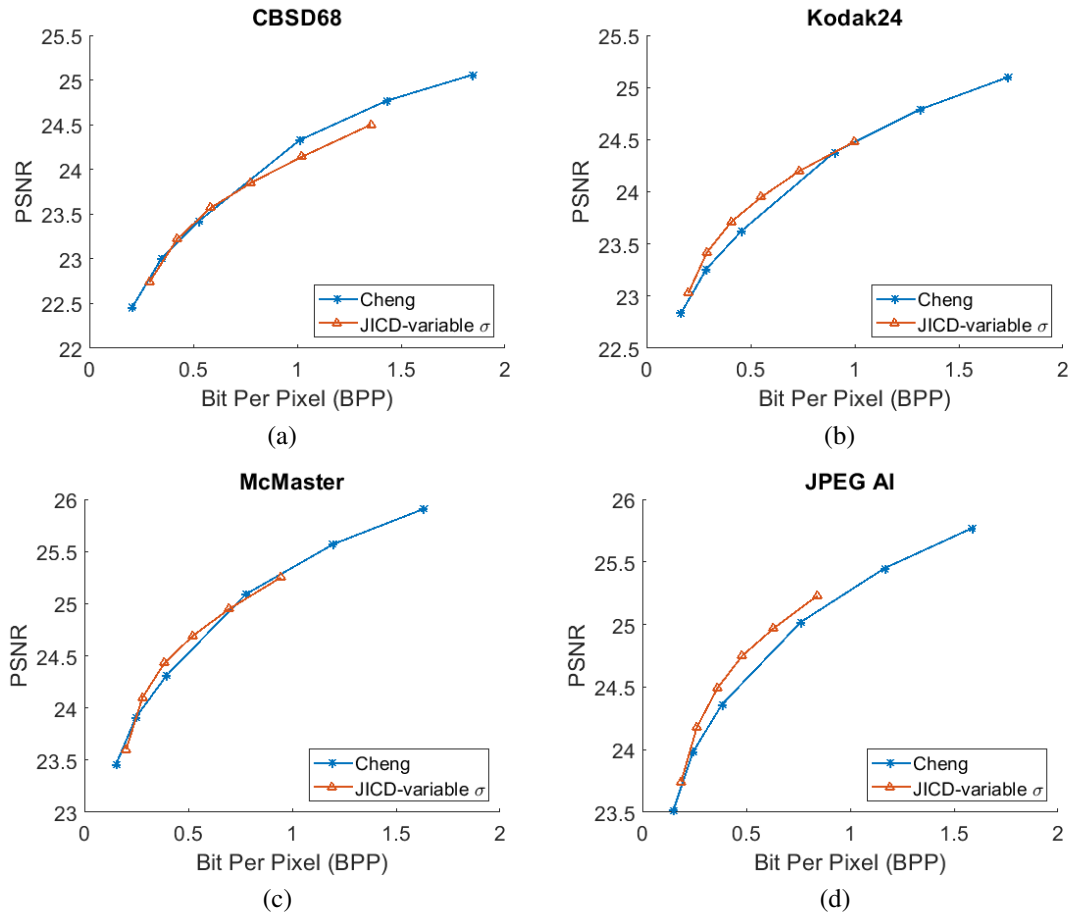 CBSD68
25.5
25
24.5
24
23.5
23
22.5
22
PSNR
0 0.5 1 1.5 2
Bit Per Pixel (BPP)
Cheng
JICD-variable σ
(a)
Kodak24
25.5
25
24.5
24
23.5
23
22.5
PSNR
0 0.5 1 1.5 2
Bit Per Pixel (BPP)
Cheng
JICD-variable σ
(b)
McMaster
26
25.5
25
24.5
24
23.5
23
PSNR
0 0.5 1 1.5 2
Bit Per Pixel (BPP)
Cheng
JICD-variable σ
(c)
JPEG AI
26
25.5
25
24.5
24
23.5
PSNR
0 0.5 1 1.5 2
Bit Per Pixel (BPP)
Cheng
JICD-variable σ
(d)